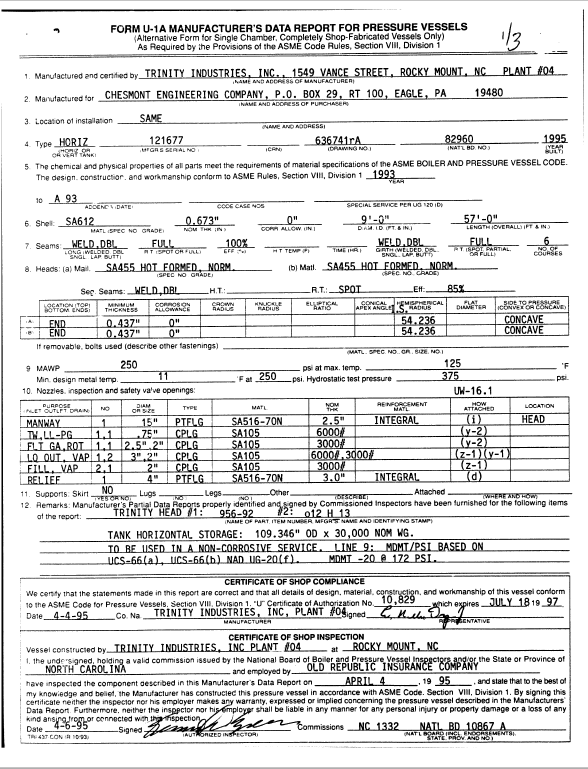 FORM U-1A MANUFACTURER'S DATA REPORT FOR PRESSURE VESSELS
(Alternative Form for Single Chamber, Completely Shop-Fabricated Vessels Only)
As Required by the Provisions of the ASME Code Rules, Section VIII, Division 1
1/3
1. Manufactured and certified by TRINITY INDUSTRIES, INC., 1549 VANCE STREET, ROCKY MOUNT, NC PLANT #04
(NAME AND ADDRESS OF MANUFACTURER)
2. Manufactured for CHESMONT ENGINEERING COMPANY, P.O. BOX 29, RT 100, EAGLE, PA 19480
(NAME AND ADDRESS OF PURCHASER)
3. Location of installation SAME
(NAME AND ADDRESS)
4. Type HORIZ 121677 636741rA 82960 1995
(HORIZ. OR VERT. TANK) (MFGR'S SERIAL NO.) (CRN) (DRAWING NO.) (NAT'L BD. NO.) (YEAR BUILT)
5. The chemical and physical properties of all parts meet the requirements of material specifications of the ASME BOILER AND PRESSURE VESSEL CODE.
The design, construction, and workmanship conform to ASME Rules, Section VIII, Division 1 1993
YEAR
to A 93
ADDENDA (DATE) CODE CASE NOS. SPECIAL SERVICE PER UG 120 (D)
6. Shell: SA612 0.673" 0" 9'-0" 57'-0"
MATL (SPEC NO. GRADE) NOM THK (IN.) CORR ALLOW. (IN.) DIAM. I.D. (FT. & IN.) LENGTH (OVERALL) (FT & IN.)
7. Seams: WELD,DBL FULL 100% WELD,DBL FULL 6
LONG (WELDED, DBL, SNGL, LAP, BUTT) R.T. (SPOT OR FULL) EFF. (%) H.T. TEMP (F) TIME (HR) GIRTH (WELDED, DBL, SNGL, LAP, BUTT) R.T. (SPOT, PARTIAL, OR FULL) NO. OF COURSES
8. Heads: (a) Matl. SA455 HOT FORMED, NORM. (b) Matl. SA455 HOT FORMED, NORM.
(SPEC. NO., GRADE) (SPEC. NO., GRADE)
Seg. Seams: WELD,DBL H.T.: R.T.: SPOT Eff: 85%
LOCATION (TOP) BOTTOM ENDS) MINIMUM THICKNESS CORROSION ALLOWANCE CROWN RADIUS KNUCKLE RADIUS ELLIPTICAL RATIO CONICAL APEX ANGLE I.S. HEMISPHERICAL RADIUS FLAT DIAMETER SIDE TO PRESSURE (CONVEX OR CONCAVE)
(A) END 0.437" 0" 54.236 CONCAVE
(B) END 0.437" 0" 54.236 CONCAVE
If removable, bolts used (describe other fastenings)
(MATL. SPEC NO., GR., SIZE, NO.)
9 MAWP 250 psi at max. temp. 125 °F
Min. design metal temp. 11 °F at 250 psi. Hydrostatic test pressure 375 psi.
10. Nozzles, inspection and safety valve openings: UW-16.1
PURPOSE (INLET OUTLET, DRAIN) NO DIAM OR SIZE TYPE MATL. NOM THK REINFORCEMENT MATL HOW ATTACHED LOCATION
MANWAY 1 15" PTFLG SA516-70N 2.5" INTEGRAL (i) HEAD
TW,LL-PG 1,1 .75" CPLG SA105 6000# (y-2)
FLT GA,ROT 1,1 2.5",2" CPLG SA105 3000# (y-2)
LQ OUT, VAP 1,2 3",2" CPLG SA105 6000#,3000# (z-1)(y-1)
FILL, VAP 2,1 2" CPLG SA105 3000# (z-1)
RELIEF 1 4" PTFLG SA516-70N 3.0" INTEGRAL (d)
11. Supports: Skirt NO Lugs Legs Other Attached
(YES OR NO) (NO.) (NO.) (DESCRIBE) (WHERE AND HOW)
12. Remarks: Manufacturer's Partial Data Reports properly identified and signed by Commissioned Inspectors have been furnished for the following items
of the report: TRINITY HEAD #1: 956-92 #2: o12 H 13
(NAME OF PART, ITEM NUMBER, MFGR'S NAME AND IDENTIFYING STAMP)
TANK HORIZONTAL STORAGE: 109.346" OD x 30,000 NOM WG.
TO BE USED IN A NON-CORROSIVE SERVICE. LINE 9: MDMT/PSI BASED ON
UCS-66(a), UCS-66(b) NAD UG-20(f). MDMT -20 @ 172 PSI.
CERTIFICATE OF SHOP COMPLIANCE
We certify that the statements made in this report are correct and that all details of design, material, construction, and workmanship of this vessel conform
to the ASME Code for Pressure Vessels, Section VIII, Division 1. "U" Certificate of Authorization No. 10,829 which expires JULY 18 19 97
Date 4-4-95 Co. Na TRINITY INDUSTRIES, INC, PLANT #04 Signed
MANUFACTURER REPRESENTATIVE
CERTIFICATE OF SHOP INSPECTION
Vessel constructed by TRINITY INDUSTRIES, INC PLANT #04 at ROCKY MOUNT, NC
I, the undersigned, holding a valid commission issued by the National Board of Boiler and Pressure Vessel Inspectors and/or the State or Province of
NORTH CAROLINA and employed by OLD REPUBLIC INSURANCE COMPANY
have inspected the component described in this Manufacturer's Data Report on APRIL 4 , 19 95 , and state that to the best of
my knowledge and belief, the Manufacturer has constructed this pressure vessel in accordance with ASME Code, Section VIII, Division 1. By signing this
certificate neither the inspector nor his employer makes any warranty, expressed or implied concerning the pressure vessel described in the Manufacturers'
Data Report. Furthermore, neither the inspector nor his employer shall be liable in any manner for any personal injury or property damage or a loss of any
kind arising from or connected with this inspection.
Date 4-6-95 Signed Commissions NC 1332 NATL BD 10867 A
TRI-437 CON (R 10/93) (AUTHORIZED INSPECTOR) (NAT'L BOARD (INCL. ENDORSEMENTS), STATE, PROV. AND NO.)